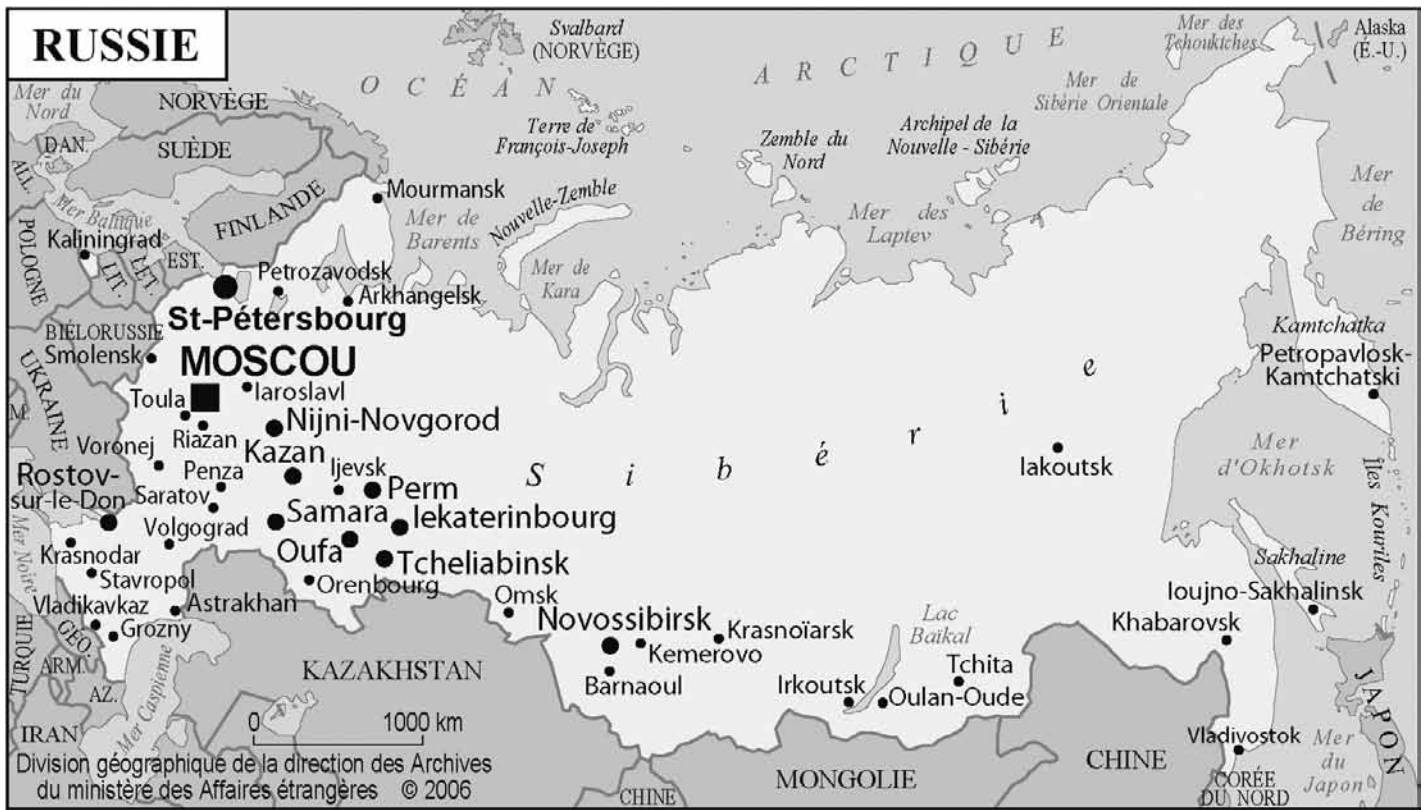 RUSSIE
Svalbard
(NORVÈGE)
Mer des
Tchouktches
Alaska
(É.-U.)
OCÉAN ARCTIQUE
Mer du
Nord
NORVÈGE
Mer de
Sibérie Orientale
Terre de
François-Joseph
Zemble du
Nord
Archipel de la
Nouvelle - Sibérie
DAN.
SUÈDE
ALL.
Mourmansk
Nouvelle-Zemble
Mer
de
Béring
Mer Baltique
FINLANDE
Mer de
Barents
Mer des
Laptev
POLOGNE
Kaliningrad
LIT.
LET.
EST.
Mer de
Kara
Petrozavodsk
Arkhangelsk
St-Pétersbourg
BIÉLORUSSIE
Smolensk
MOSCOU
Kamtchatka
Petropavlosk-
Kamtchatski
UKRAINE
M.
Toula
Iaroslavl
Riazan
Nijni-Novgorod
Voronej
Kazan
Ijevsk
Penza
Perm
Sibérie
Iakoutsk
Mer
d'Okhotsk
Îles Kouriles
Rostov-
sur-le-Don
Saratov
Samara
Iekaterinbourg
Volgograd
Oufa
Mer Noire
Krasnodar
Tcheliabinsk
Stavropol
Orenbourg
Omsk
Sakhaline
Ioujno-Sakhalinsk
Vladikavkaz
Astrakhan
Novossibirsk
Krasnoïarsk
Lac
Baïkal
Khabarovsk
Grozny
GÉO.
Kemerovo
Tchita
TURQUIE
ARM.
KAZAKHSTAN
Barnaoul
Irkoutsk
Oulan-Oude
JAPON
AZ.
Mer Caspienne
IRAN
0 1000 km
Vladivostok
Mer
du
Japon
CHINE
MONGOLIE
CHINE
CORÉE
DU NORD
Division géographique de la direction des Archives
du ministère des Affaires étrangères © 2006